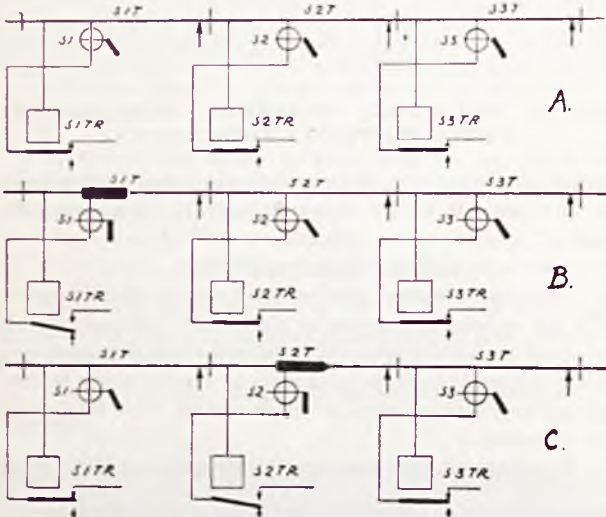 S1T S2T S3T
S1 S2 S5
S1TR S2TR S3TR
A.
S1T S2T S3T
S1 S2 S3
S1TR S2TR S3TR
B.
S1T S2T S3T
S1 S2 S3
S1TR S2TR S3TR
C.